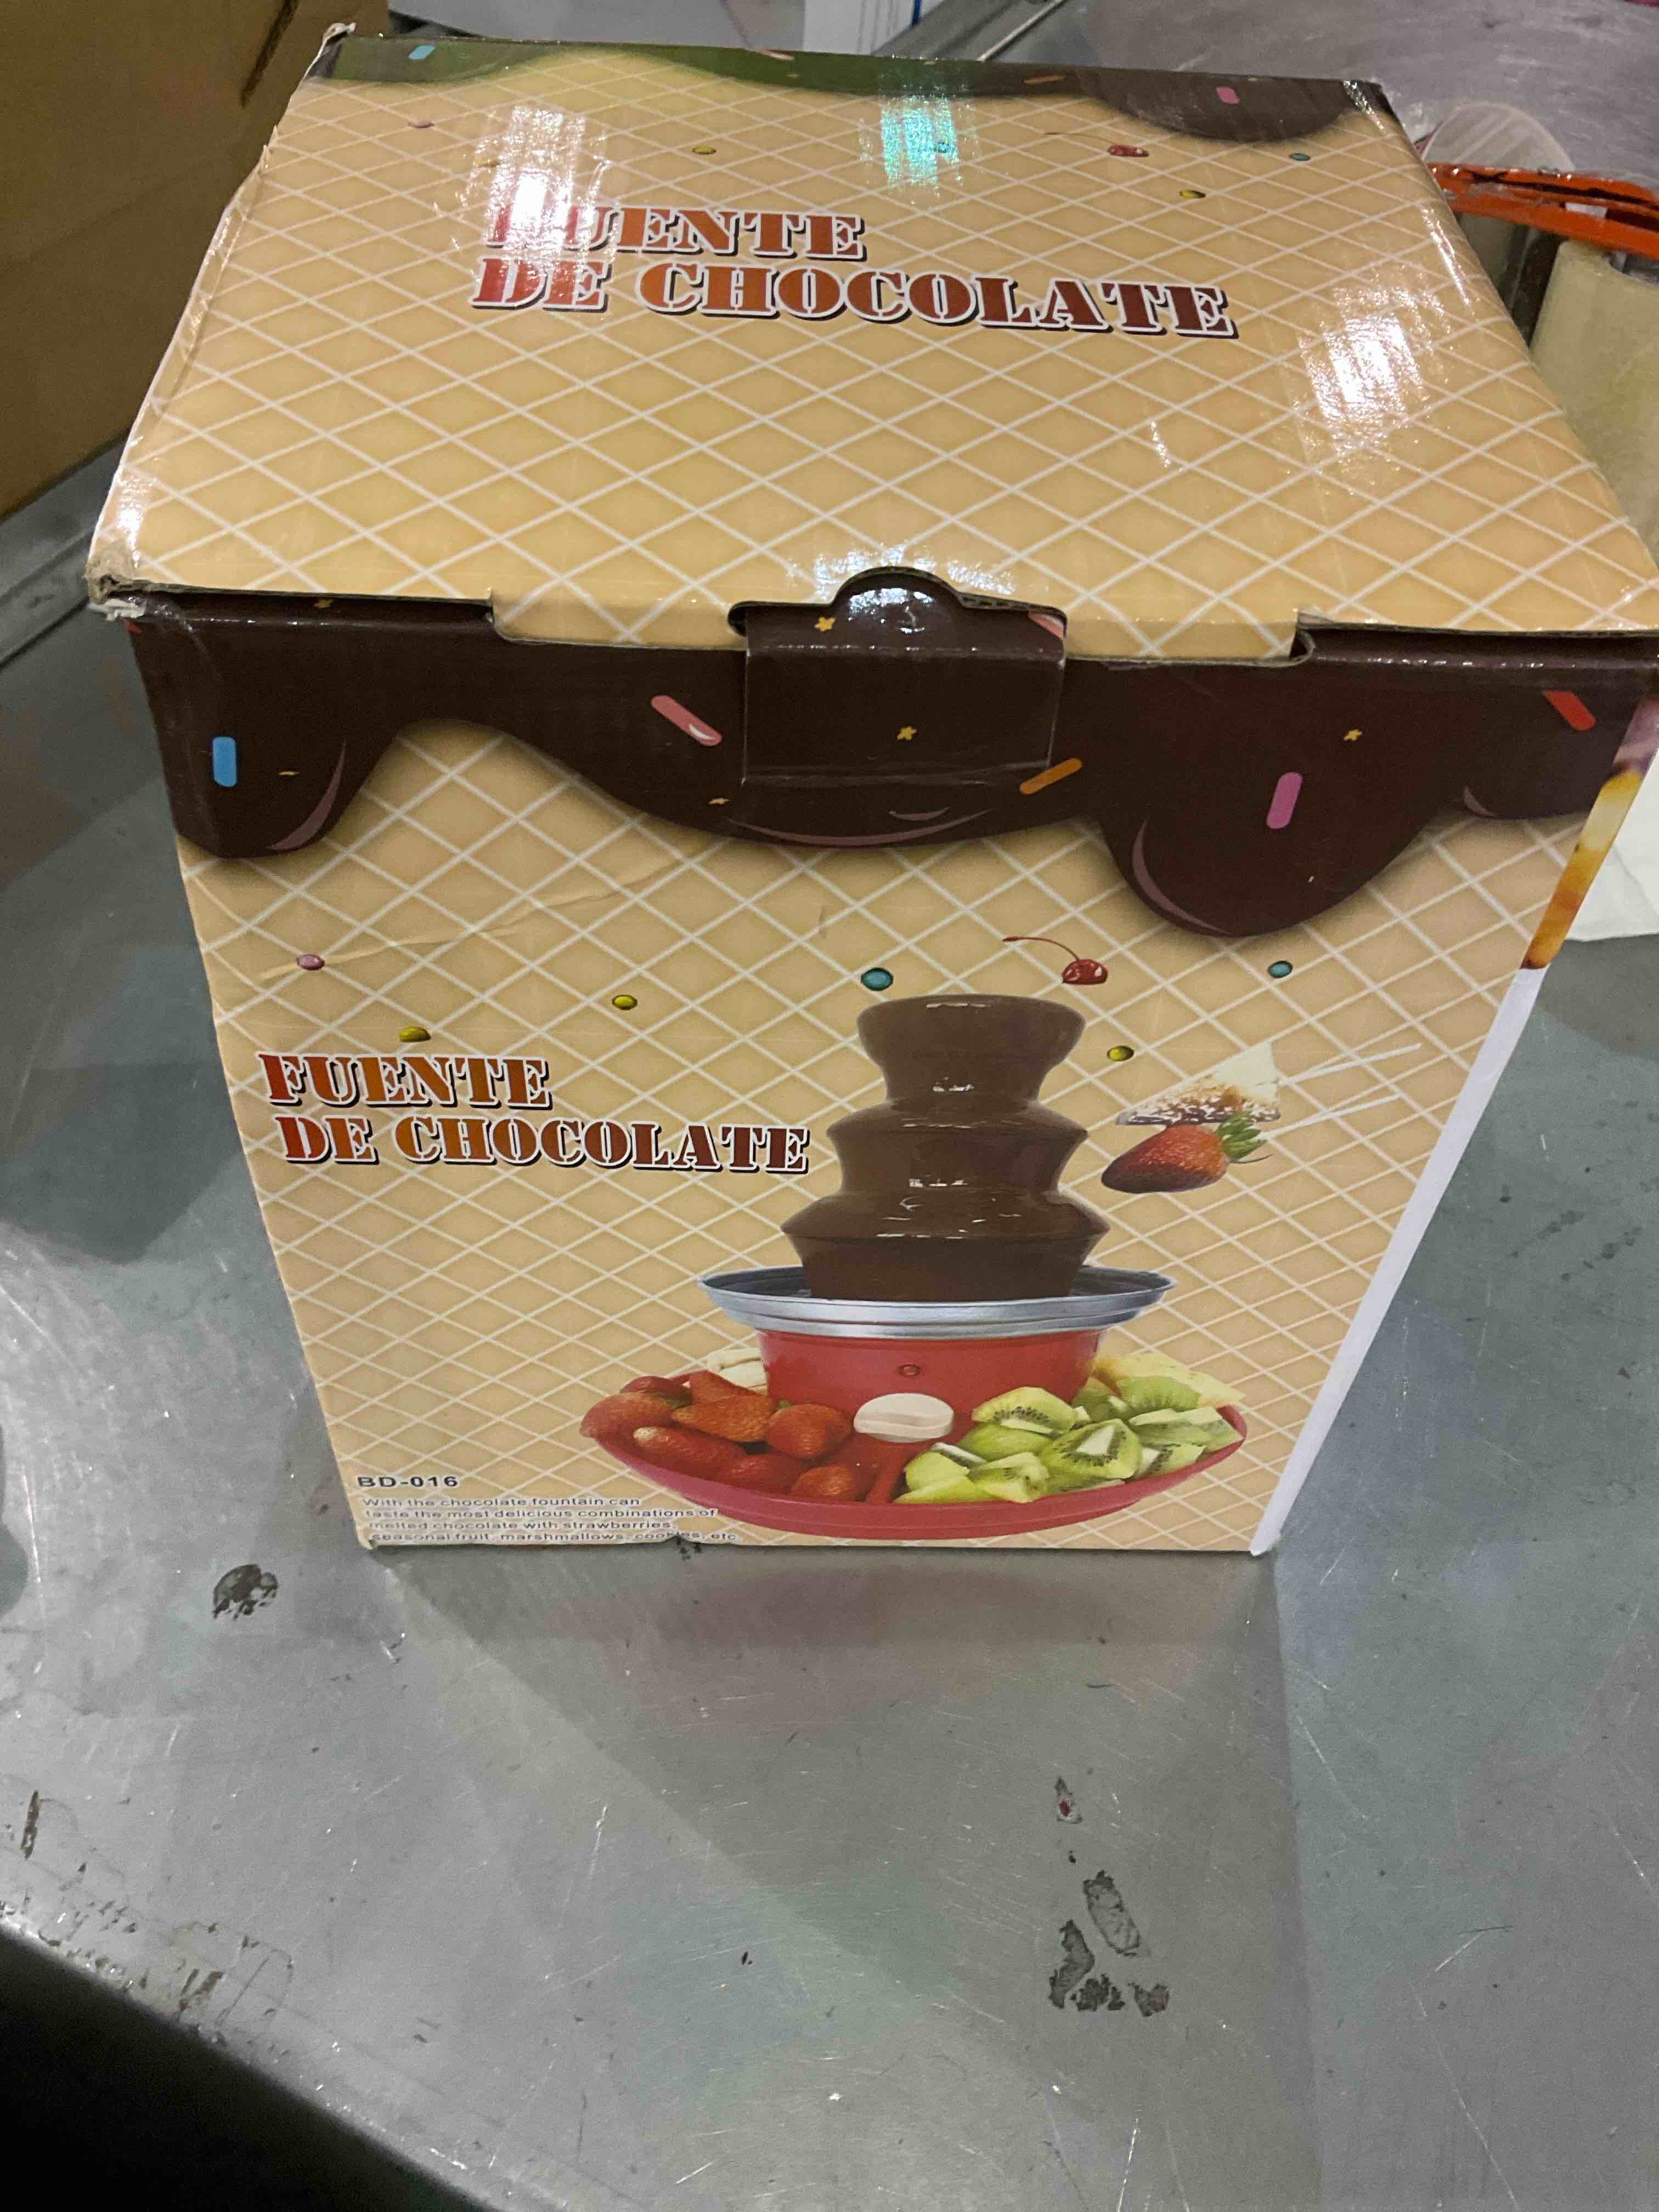 FUENTE
DE CHOCOLATE
FUENTE
DE CHOCOLATE
BD-016
With the chocolate fountain can
taste the most delicious combinations of
melted chocolate with strawberries,
seasonal fruit, marshmallows, cookies, etc.